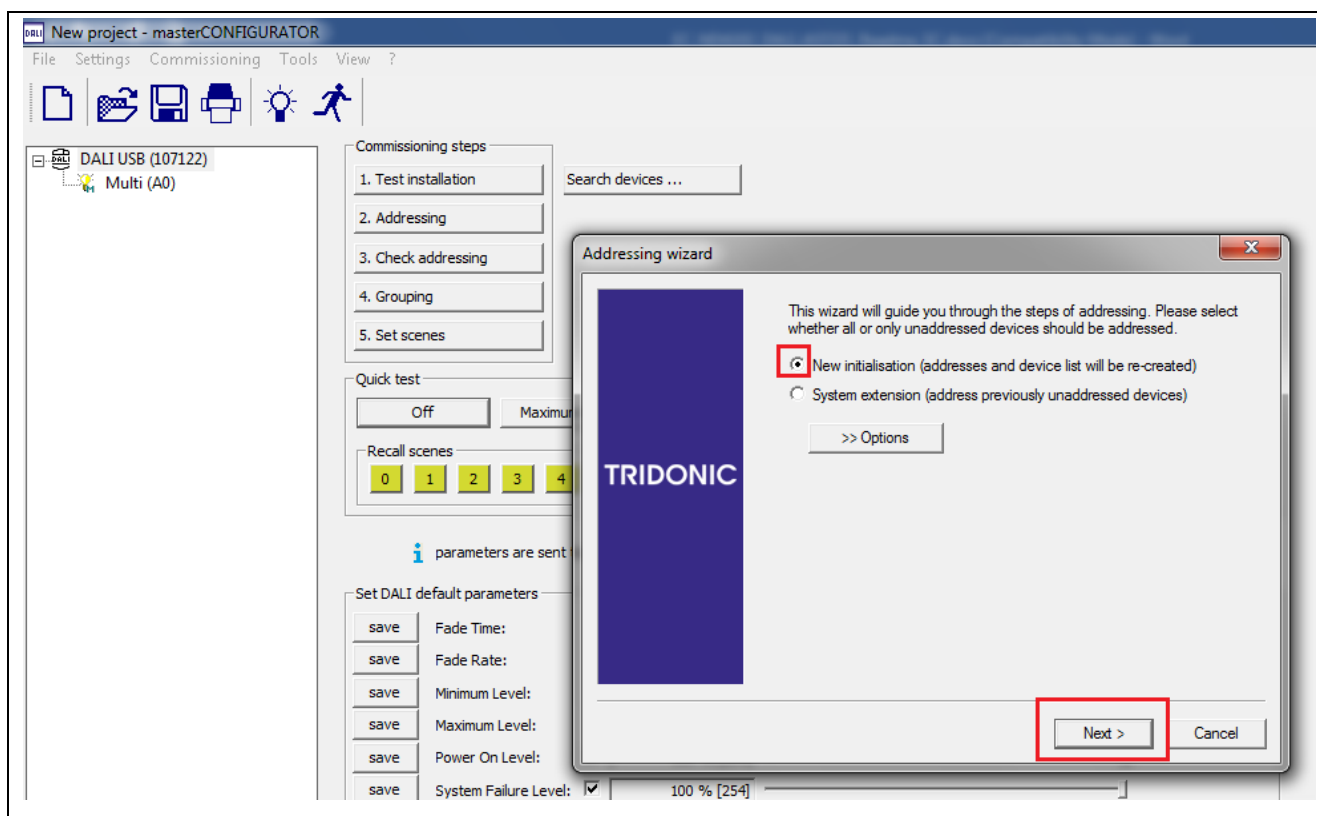 New project - masterCONFIGURATOR
File Settings Commissioning Tools View ?
DALI USB (107122)
Multi (A0)
Commissioning steps
1. Test installation
Search devices ...
2. Addressing
3. Check addressing
4. Grouping
5. Set scenes
Quick test
Off
Recall scenes
0 1 2 3 4
parameters are sent
Set DALI default parameters
save Fade Time:
save Fade Rate:
save Minimum Level:
save Maximum Level:
save Power On Level:
save System Failure Level: 100 % [254]
Addressing wizard
TRIDONIC
This wizard will guide you through the steps of addressing. Please select
whether all or only unaddressed devices should be addressed.
New initialisation (addresses and device list will be re-created)
System extension (address previously unaddressed devices)
>> Options
Next >
Cancel